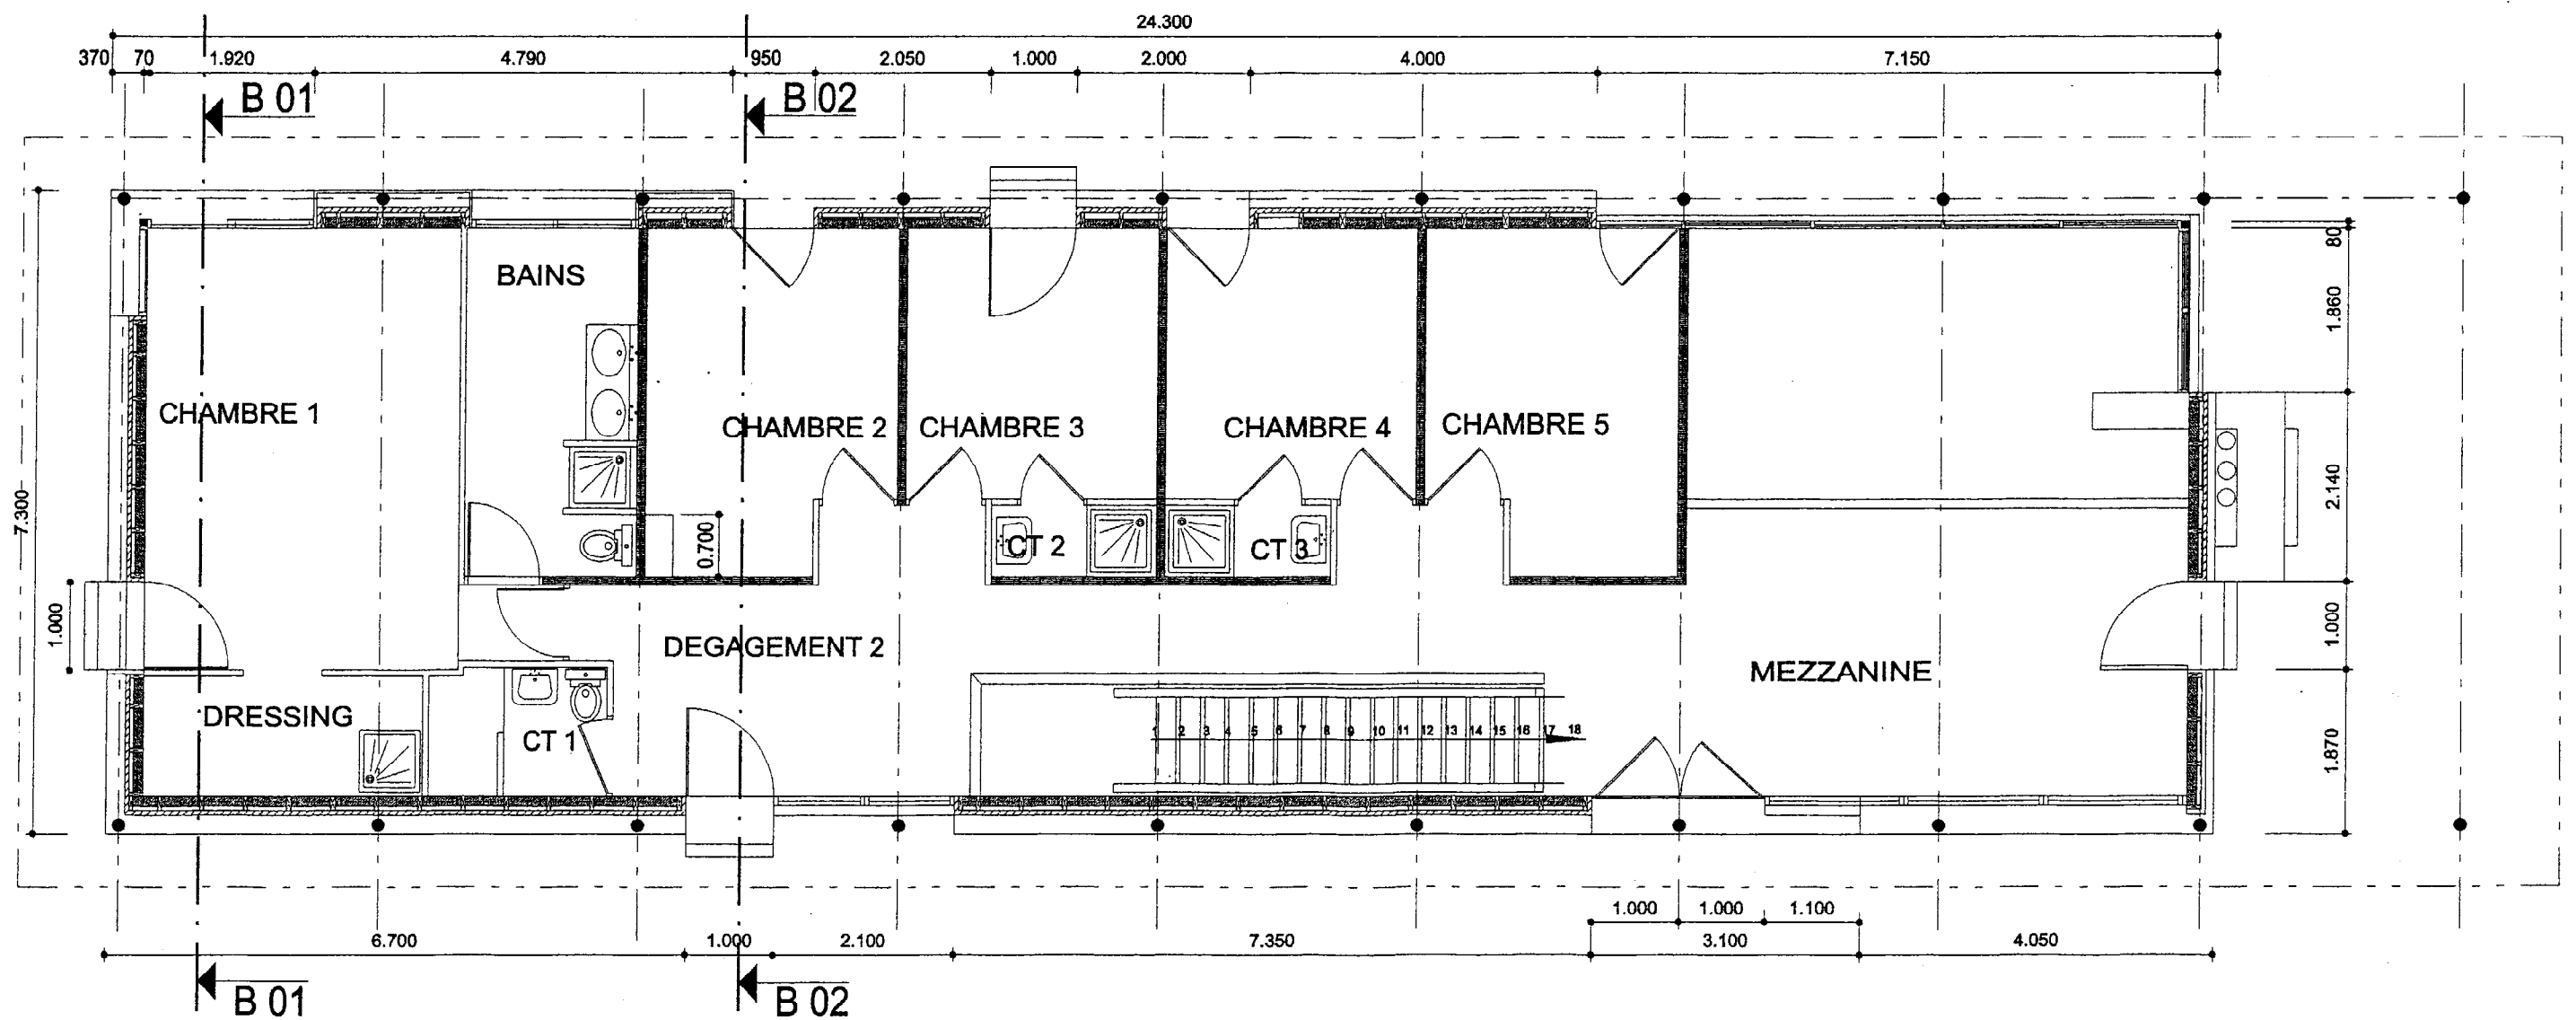 24.300
370 70 1.920 4.790 950 2.050 1.000 2.000 4.000 7.150
B 01 B 02
BAINS
80
1.860
CHAMBRE 1
CHAMBRE 2 CHAMBRE 3 CHAMBRE 4 CHAMBRE 5
7.300
2.140
0.700
CT 2 CT 3
1.000
1.000
DEGAGEMENT 2
MEZZANINE
DRESSING
CT 1
1 2 3 4 5 6 7 8 9 10 11 12 13 14 15 16 17 18
1.870
1.000 1.000 1.100
6.700 1.000 2.100 7.350 3.100 4.050
B 01 B 02